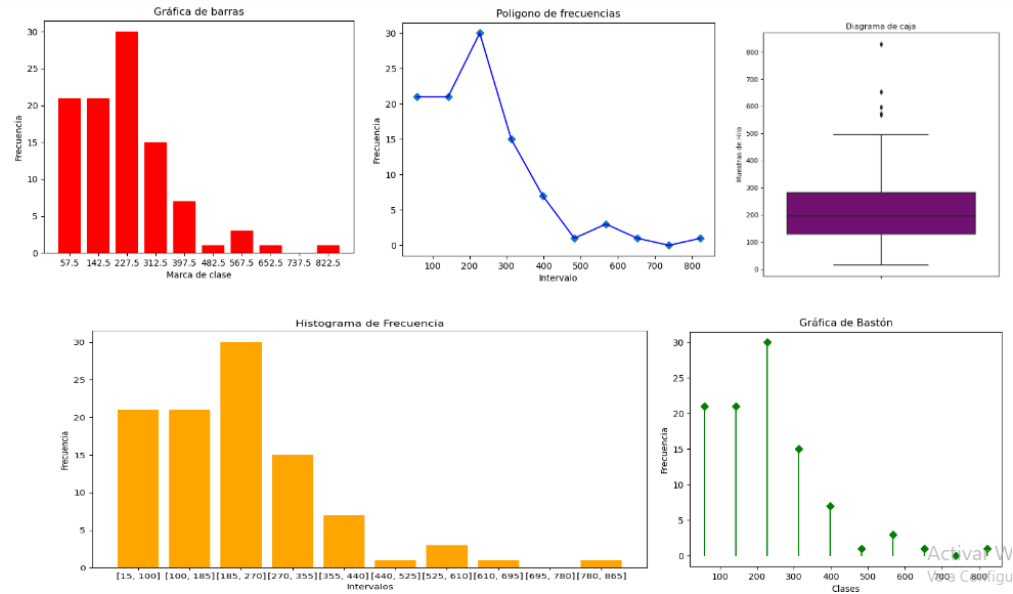 Gráfica de barras
30
25
20
15
10
5
0
Frecuencia
57.5 142.5 227.5 312.5 397.5 482.5 567.5 652.5 737.5 822.5
Marca de clase
Poligono de frecuencias
30
25
20
15
10
5
0
Frecuencia
100 200 300 400 500 600 700 800
Intervalo
Diagrama de caja
800
700
600
500
400
300
200
100
0
Muestras de Hilo
Histograma de Frecuencia
30
25
20
15
10
5
0
Frecuencia
[15, 100] [100, 185] [185, 270] [270, 355] [355, 440] [440, 525] [525, 610] [610, 695] [695, 780] [780, 865]
Intervalos
Gráfica de Bastón
30
25
20
15
10
5
0
Frecuencia
100 200 300 400 500 600 700 800
Clases
Activar W